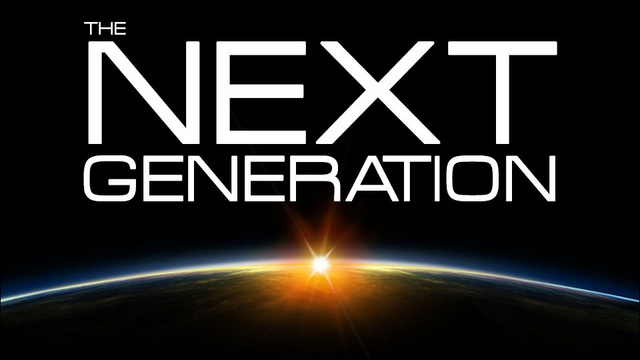 THE
NEXT
GENERATION